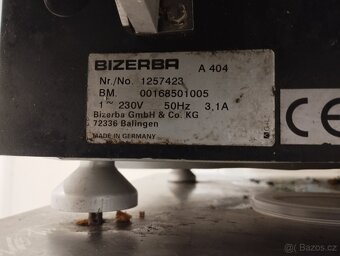 BIZERBA A 404
Nr./No. 1257423
BM. 00168501005
1 ~ 230V 50Hz 3,1A
Bizerba GmbH & Co. KG
72336 Balingen
MADE IN GERMANY
CE
© Bazos.cz